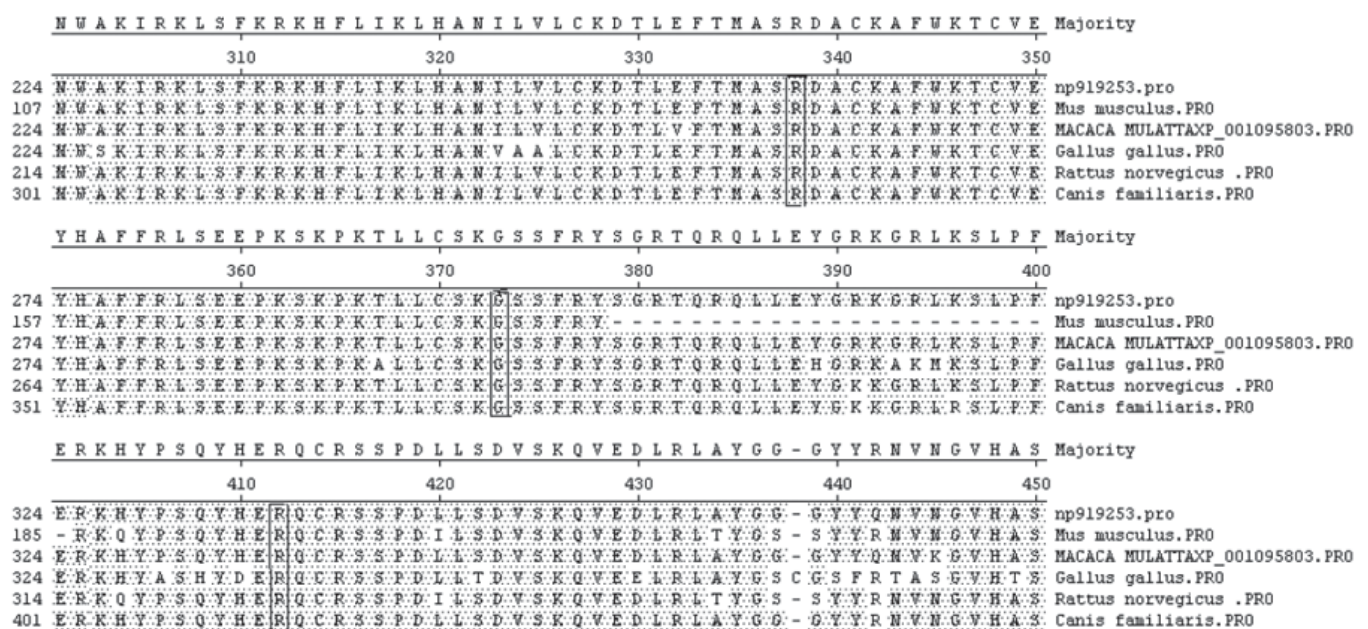 N W A K I R K L S F K R K H F L I K L H A N I L V L C K D T L E F T M A S R D A C K A F W K T C V E Majority
310 320 330 340 350
224 N W A K I R K L S F K R K H F L I K L H A N I L V L C K D T L E F T M A S R D A C K A F W K T C V E np919253.pro
107 N W A K I R K L S F K R K H F L I K L H A N I L V L C K D T L E F T M A S R D A C K A F W K T C V E Mus musculus.PRO
224 N W A K I R K L S F K R K H F L I K L H A N I L V L C K D T L V F T M A S R D A C K A F W K T C V E MACACA MULATTAXP_001095803.PRO
224 N W S K I R K L S F K R K H F L I K L H A N V A A L C K D T L E F T M A S R D A C K A F W K T C V E Gallus gallus.PRO
214 N W A K I R K L S F K R K H F L I K L H A N I L V L C K D T L E F T M A S R D A C K A F W K T C V E Rattus norvegicus .PRO
301 N W A K I R K L S F K R K H F L I K L H A N I L V L C K D T L E F T M A S R D A C K A F W K T C V E Canis familiaris.PRO
Y H A F F R L S E E P K S K P K T L L C S K G S S F R Y S G R T Q R Q L L E Y G R K G R L K S L P F Majority
360 370 380 390 400
274 Y H A F F R L S E E P K S K P K T L L C S K G S S F R Y S G R T Q R Q L L E Y G R K G R L K S L P F np919253.pro
157 Y H A F F R L S E E P K S K P K T L L C S K G S S F R Y - - - - - - - - - - - - - - - - - - - - - - Mus musculus.PRO
274 Y H A F F R L S E E P K S K P K T L L C S K G S S F R Y S G R T Q R Q L L E Y G R K G R L K S L P F MACACA MULATTAXP_001095803.PRO
274 Y H A F F R L S E E P K S K P K A L L C S K G S S F R Y S G R T Q R Q L L E H G R K A K M K S L P F Gallus gallus.PRO
264 Y H A F F R L S E E P K S K P K T L L C S K G S S F R Y S G R T Q R Q L L E Y G K K G R L K S L P F Rattus norvegicus .PRO
351 Y H A F F R L S E E P K S K P K T L L C S K G S S F R Y S G R T Q R Q L L E Y G K K G R L R S L P F Canis familiaris.PRO
E R K H Y P S Q Y H E R Q C R S S P D L L S D V S K Q V E D L R L A Y G G - G Y Y R N V N G V H A S Majority
410 420 430 440 450
324 E R K H Y P S Q Y H E R Q C R S S P D L L S D V S K Q V E D L R L A Y G G - G Y Y Q N V N G V H A S np919253.pro
185 - R K Q Y P S Q Y H E R Q C R S S P D I L S D V S K Q V E D L R L T Y G S - S Y Y R N V N G V H A S Mus musculus.PRO
324 E R K H Y P S Q Y H E R Q C R S S P D L L S D V S K Q V E D L R L A Y G G - G Y Y Q N V K G V H A S MACACA MULATTAXP_001095803.PRO
324 E R K H Y A S H Y D E R Q C R S S P D L L T D V S K Q V E E L R L A Y G S C G S F R T A S G V H T S Gallus gallus.PRO
314 E R K Q Y P S Q Y H E R Q C R S S P D I L S D V S K Q V E D L R L T Y G S - S Y Y R N V N G V H A S Rattus norvegicus .PRO
401 E R K H Y P S Q Y H E R Q C R S S P D L L S D V S K Q V E D L R L A Y G G - G Y Y R N V N G V H A S Canis familiaris.PRO